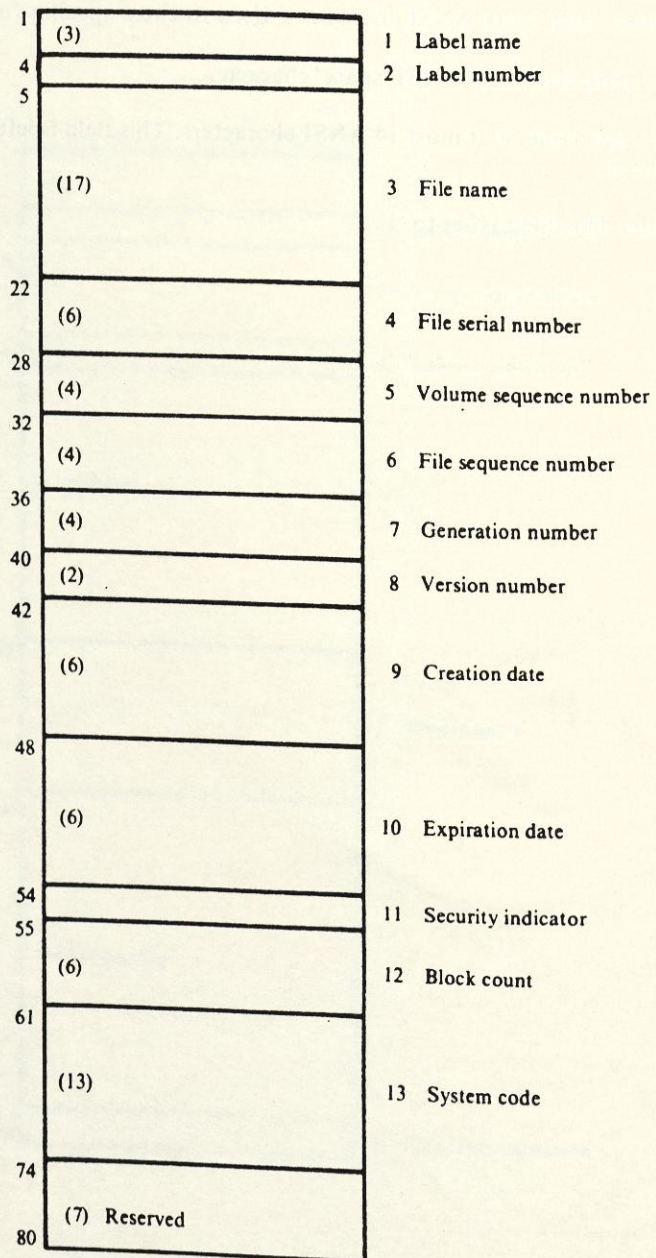 1
(3)
1 Label name
4
2 Label number
5
(17)
3 File name
22
(6)
4 File serial number
28
(4)
5 Volume sequence number
32
(4)
6 File sequence number
36
(4)
7 Generation number
40
(2)
8 Version number
42
(6)
9 Creation date
48
(6)
10 Expiration date
54
11 Security indicator
55
(6)
12 Block count
61
(13)
13 System code
74
(7) Reserved
80